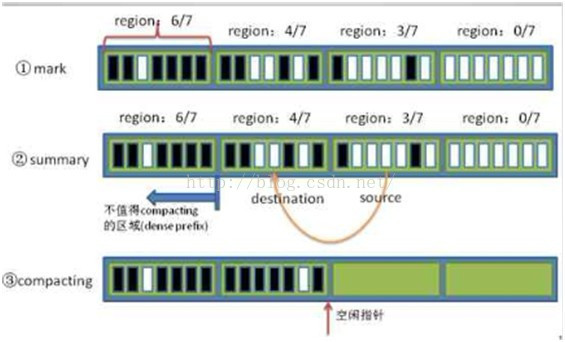 region：6/7
region：4/7
region：3/7
region：0/7
①mark
region：6/7
region：4/7
region：3/7
region：0/7
②summary
http://blog.csdn.net/
不值得compacting
的区域(dense prefix)
destination
source
③compacting
空闲指针